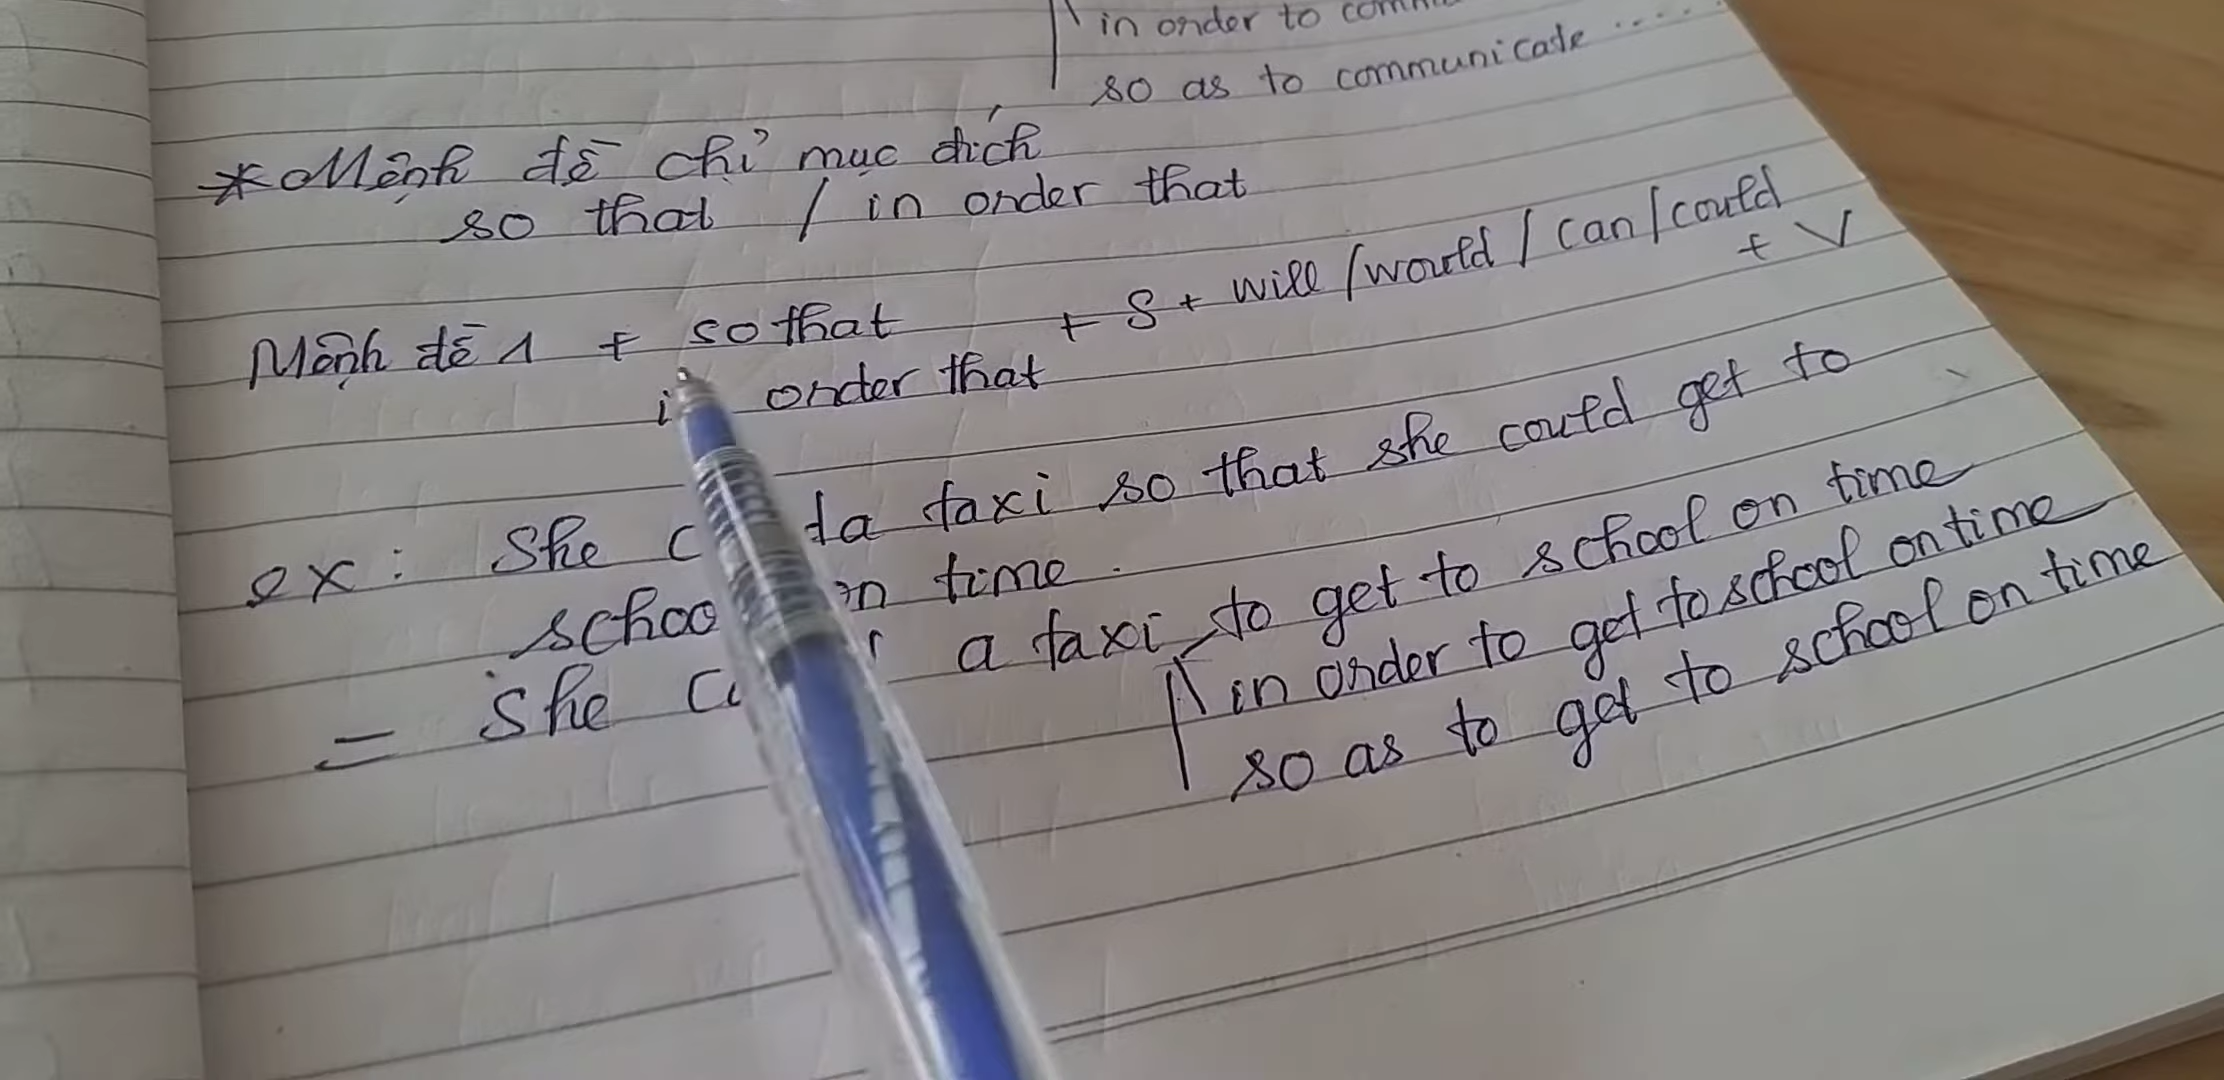 in order to
so as to communicate .....
* Mệnh đề chỉ mục đích
so that / in order that
Mệnh đề 1 + so that + S + will / would / can / could + V
order that
ex: She a taxi so that she could get to
time.
= She a taxi to get to school on time
in order to get to school on time
so as to get to school on time